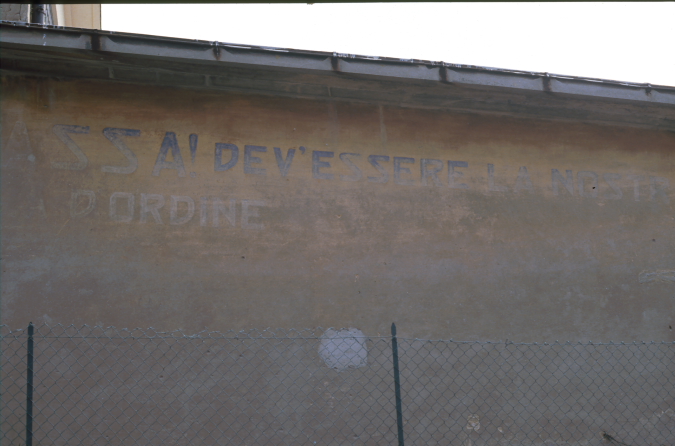 ZZA! DEV'ESSERE LA NOSTR
D'ORDINE